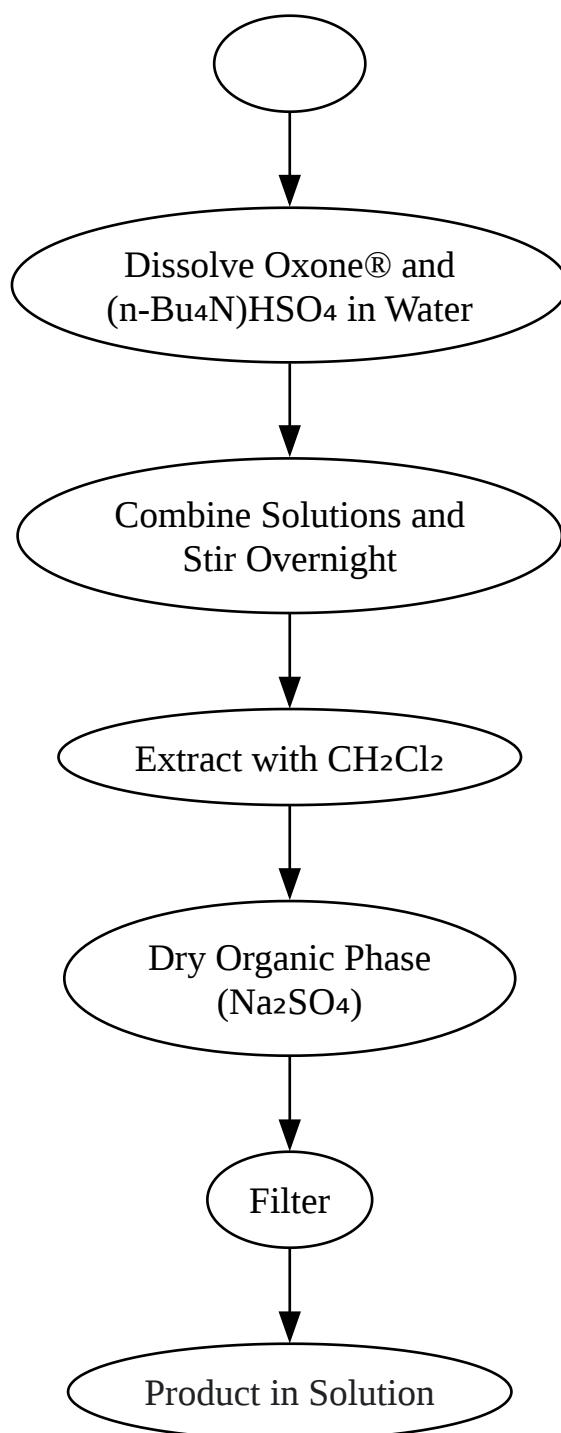 Dissolve Oxone® and
(n-Bu₄N)HSO₄ in Water
Combine Solutions and
Stir Overnight
Extract with CH₂Cl₂
Dry Organic Phase
(Na₂SO₄)
Filter
Product in Solution